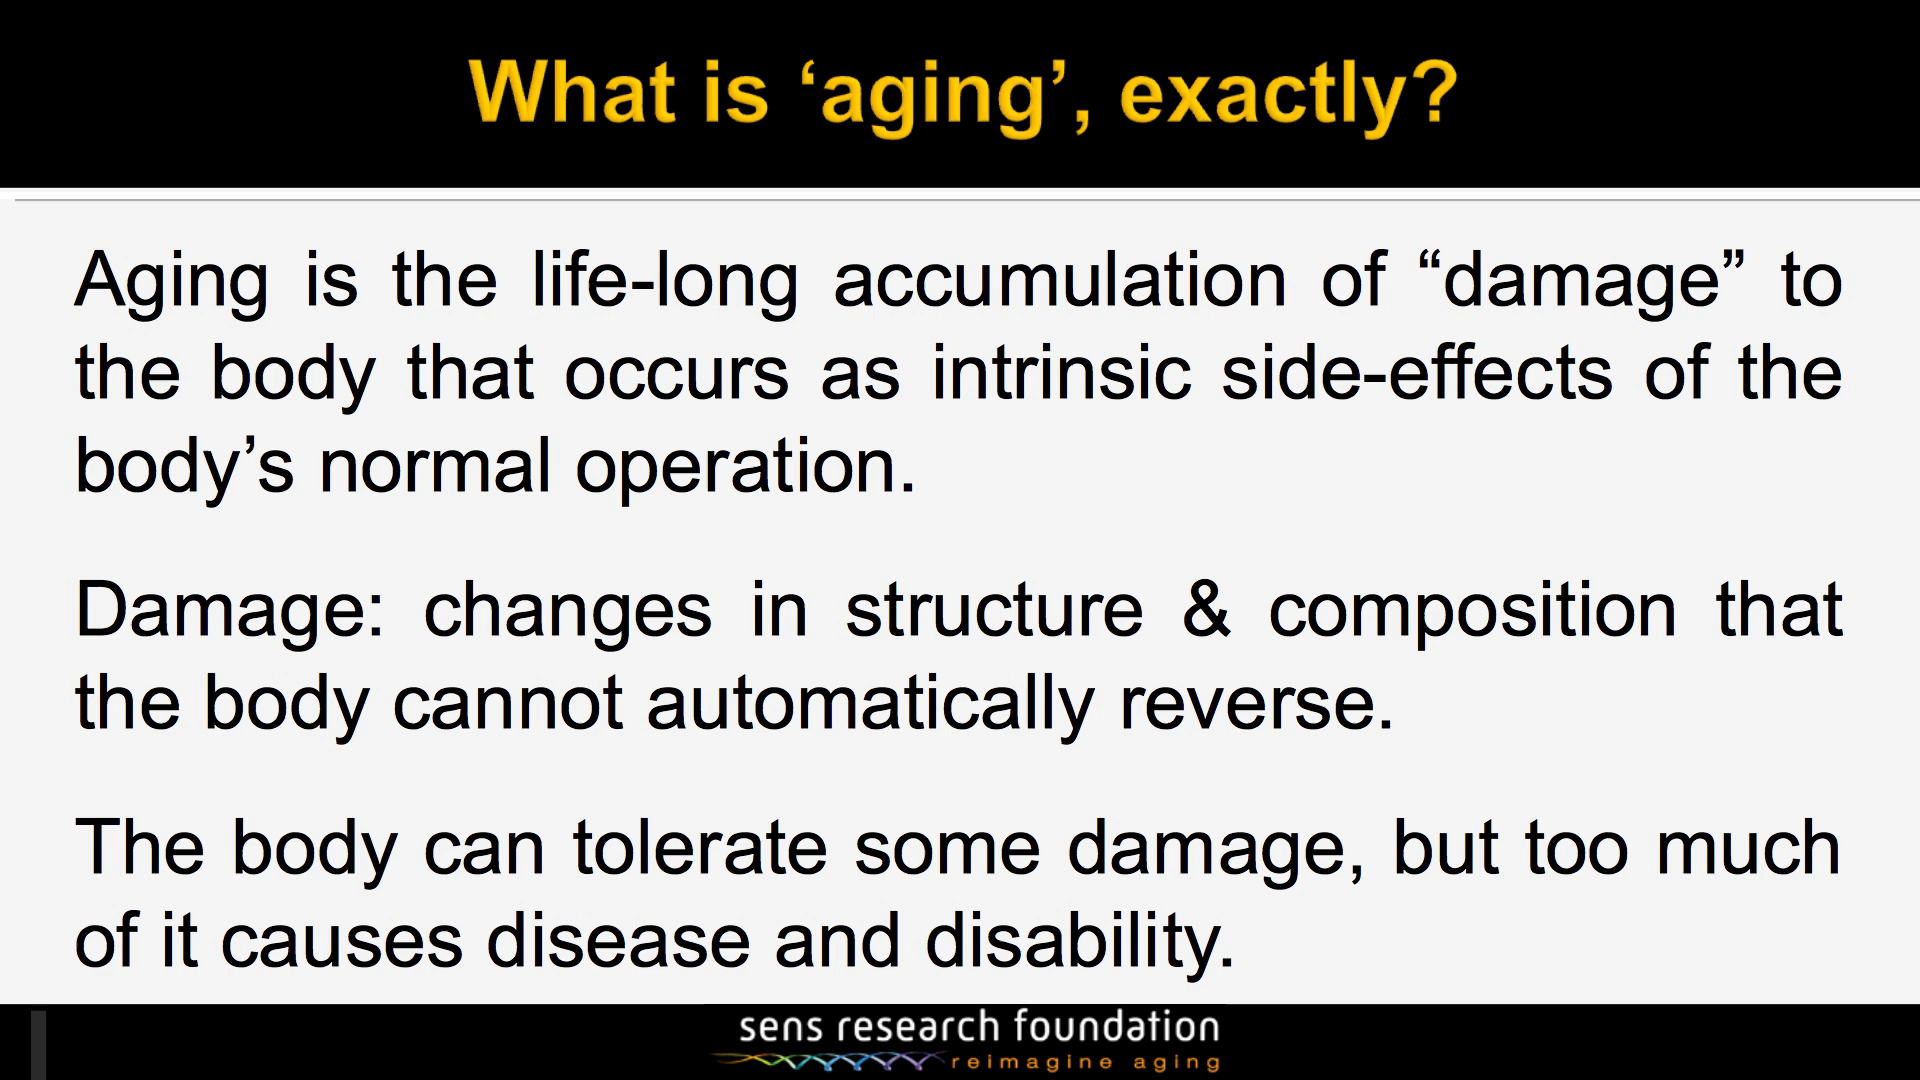 What is ‘aging’, exactly?
Aging is the life-long accumulation of “damage” to
the body that occurs as intrinsic side-effects of the
body’s normal operation.
Damage: changes in structure & composition that
the body cannot automatically reverse.
The body can tolerate some damage, but too much
of it causes disease and disability.
sens research foundation
reimagine aging